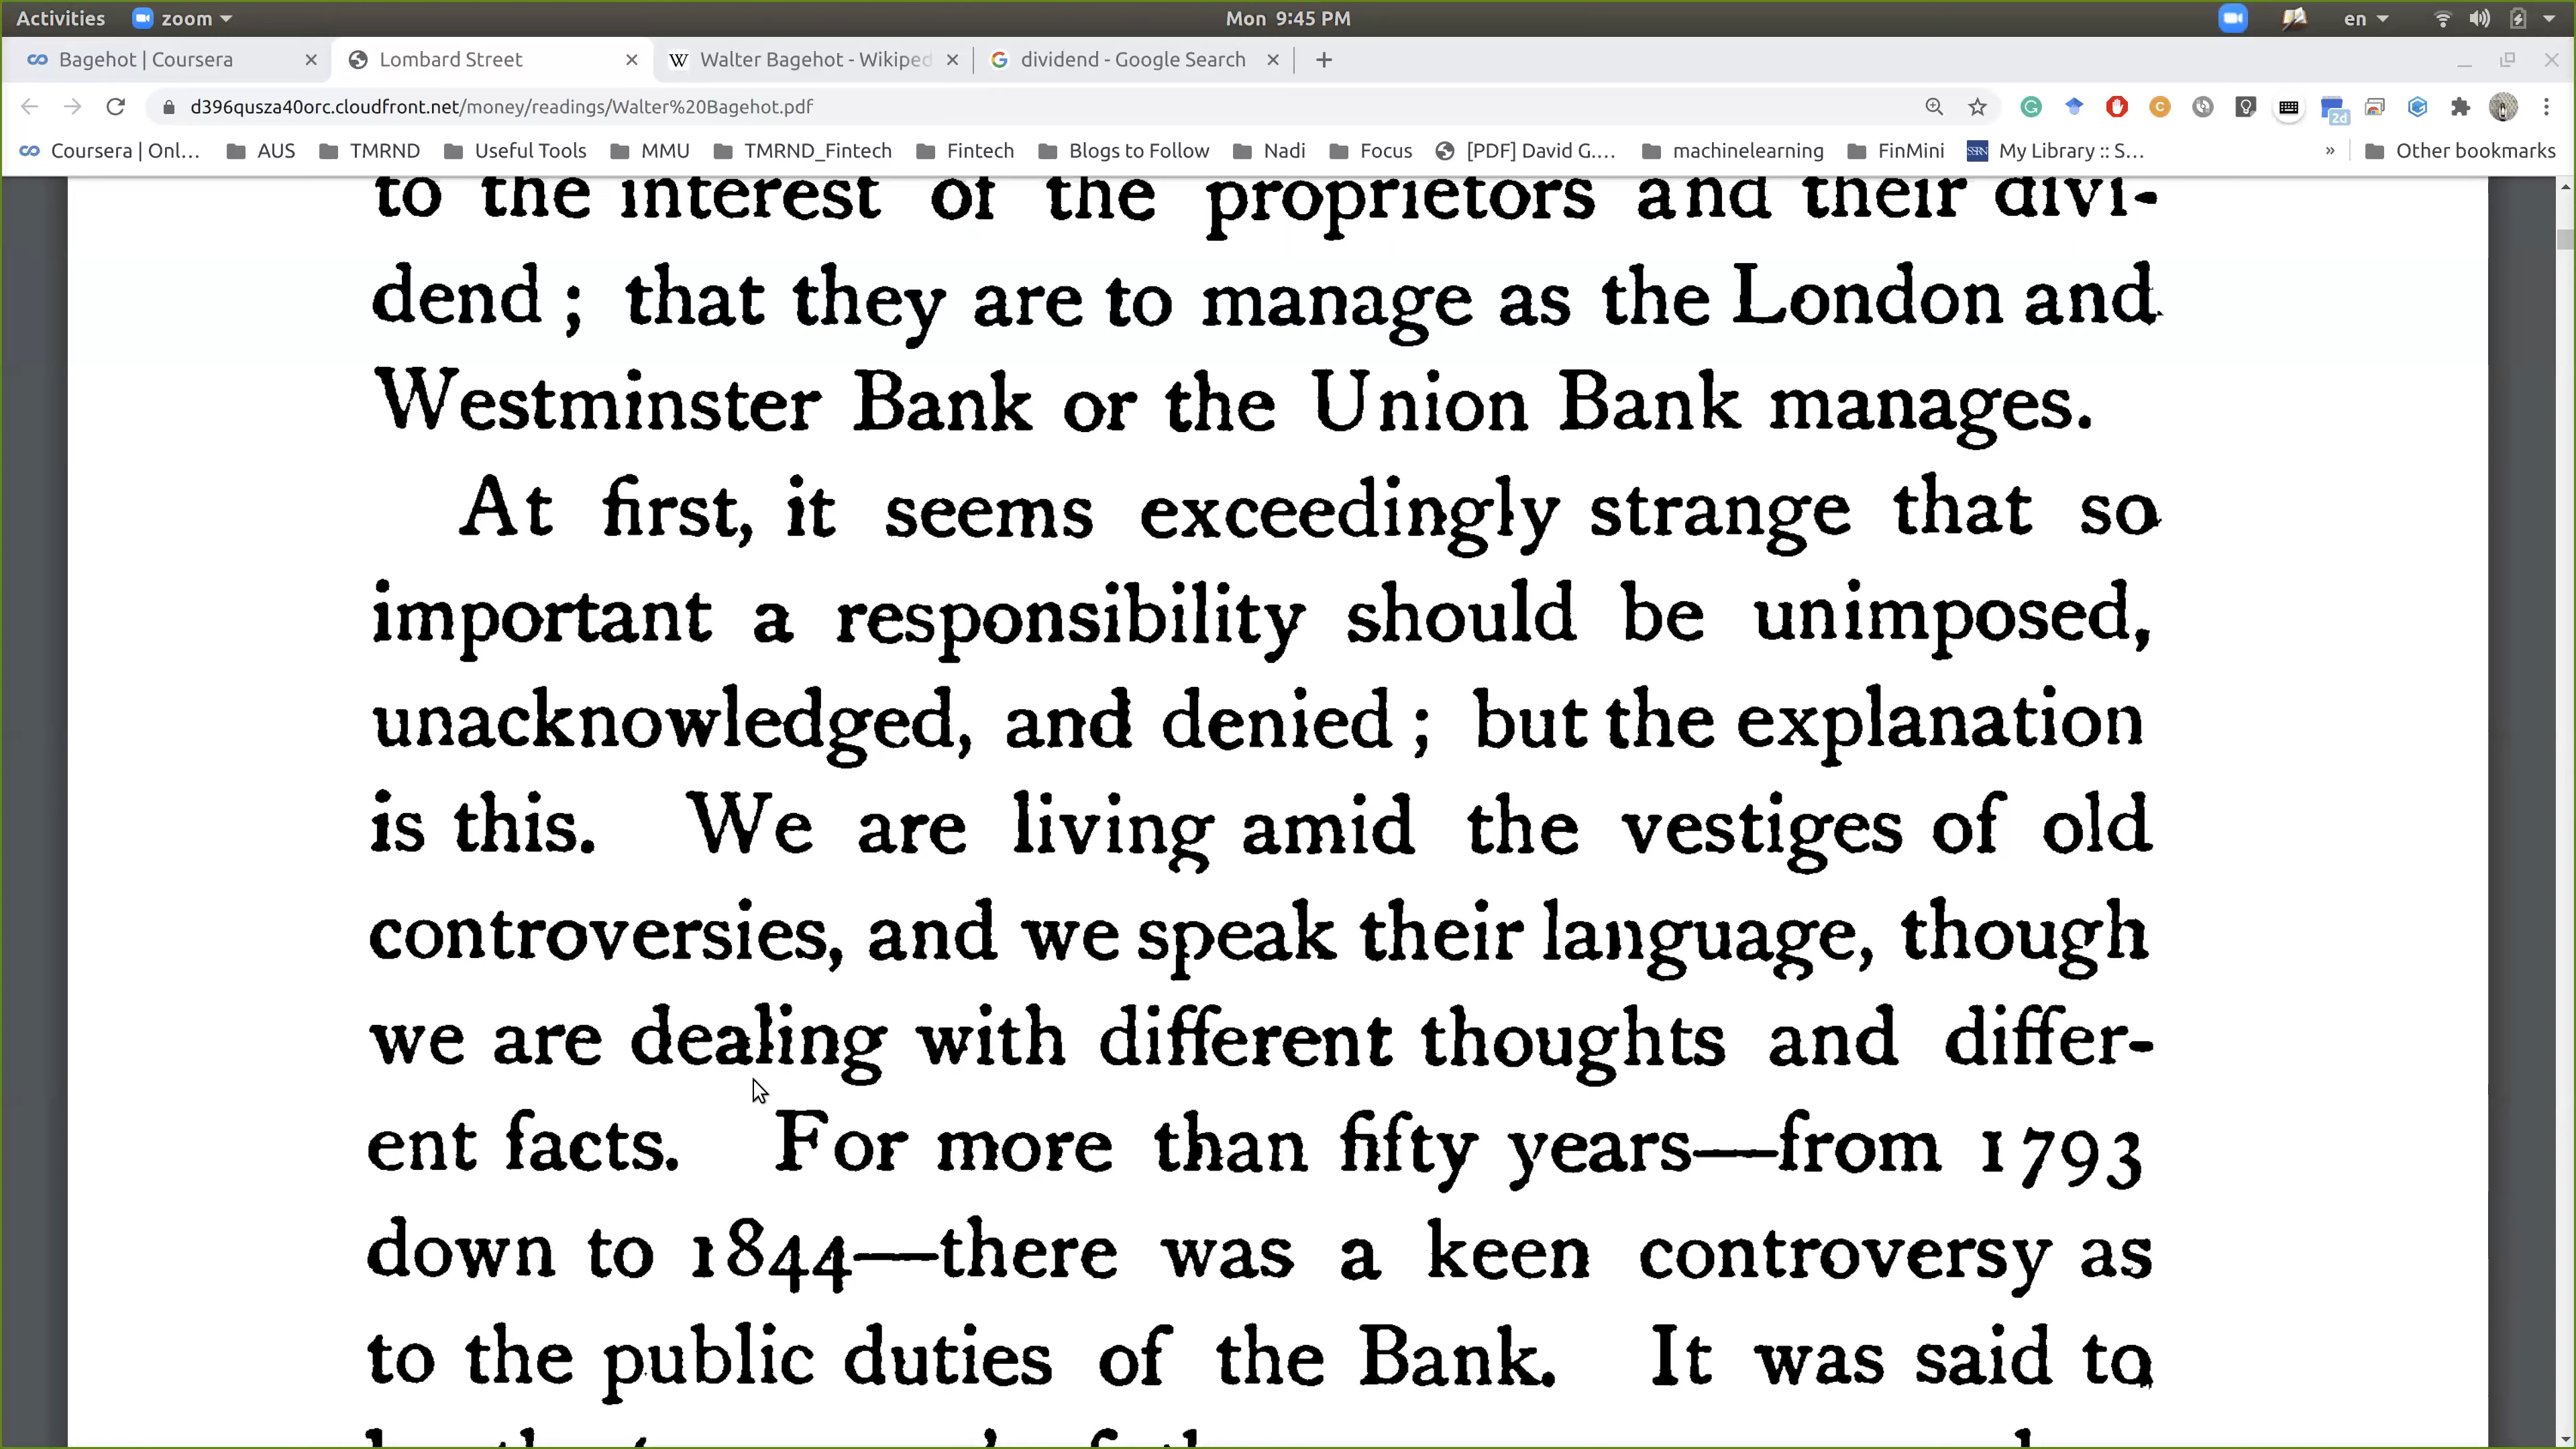 Activities zoom Mon 9:45 PM en
Bagehot | Coursera Lombard Street Walter Bagehot - Wikiped dividend - Google Search
d396qusza40orc.cloudfront.net/money/readings/Walter%20Bagehot.pdf
2d
Coursera | Onl... AUS TMRND Useful Tools MMU TMRND_Fintech Fintech Blogs to Follow Nadi Focus [PDF] David G.... machinelearning FinMini SSRN My Library :: S... » Other bookmarks
to the interest of the proprietors and their divi-
dend ; that they are to manage as the London and
Westminster Bank or the Union Bank manages.
At first, it seems exceedingly strange that so
important a responsibility should be unimposed,
unacknowledged, and denied ; but the explanation
is this. We are living amid the vestiges of old
controversies, and we speak their language, though
we are dealing with different thoughts and differ-
ent facts. For more than fifty years—from 1793
down to 1844—there was a keen controversy as
to the public duties of the Bank. It was said to